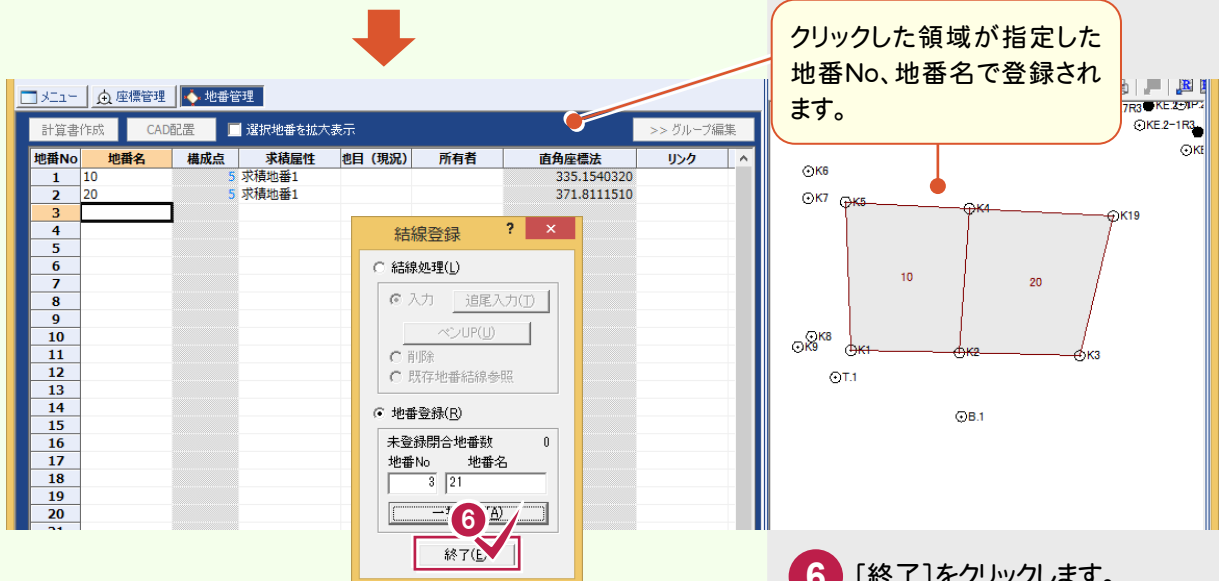 クリックした領域が指定した
地番No、地番名で登録され
ます。
メニュー 座標管理 地番管理
計算書作成 CAD配置 選択地番を拡大表示 >> グループ編集
地番No 地番名 構成点 求積属性 地目（現況） 所有者 直角座標法 リンク
1 10 5 求積地番1 335.1540320
2 20 5 求積地番1 371.8111510
3
4
5
6
7
8
9
10
11
12
13
14
15
16
17
18
19
20
21
結線登録 ? ×
結線処理(L)
入力 追尾入力(T)
ペンUP(U)
削除
既存地番結線参照
地番登録(R)
未登録閉合地番数 0
地番No 地番名
3 21
6
終了(E)
7R3 KE.2-1P.2
KE.2-1R3
KE
K6
K7 K5 K4 K19
10 20
K8
K9 K1 K2 K3
T.1
B.1
6 [終了]をクリックします。